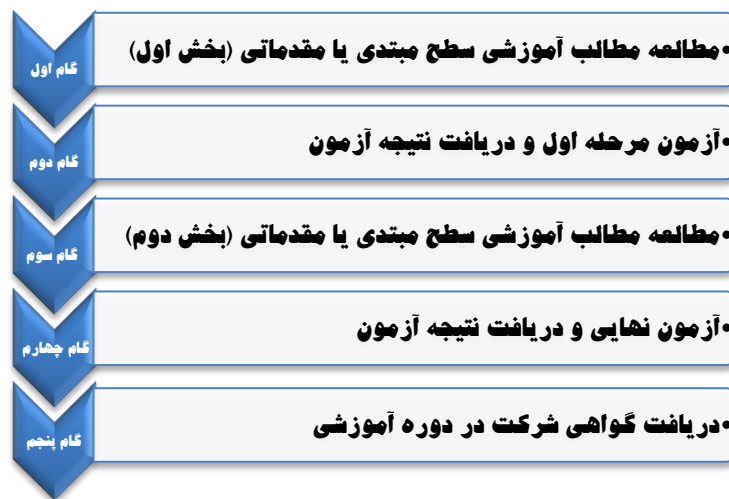 گام اول
•مطالعه مطالب آموزشی سطح مبتدی یا مقدماتی (بخش اول)
گام دوم
•آزمون مرحله اول و دریافت نتیجه آزمون
گام سوم
•مطالعه مطالب آموزشی سطح مبتدی یا مقدماتی (بخش دوم)
گام چهارم
•آزمون نهایی و دریافت نتیجه آزمون
گام پنجم
•دریافت گواهی شرکت در دوره آموزشی